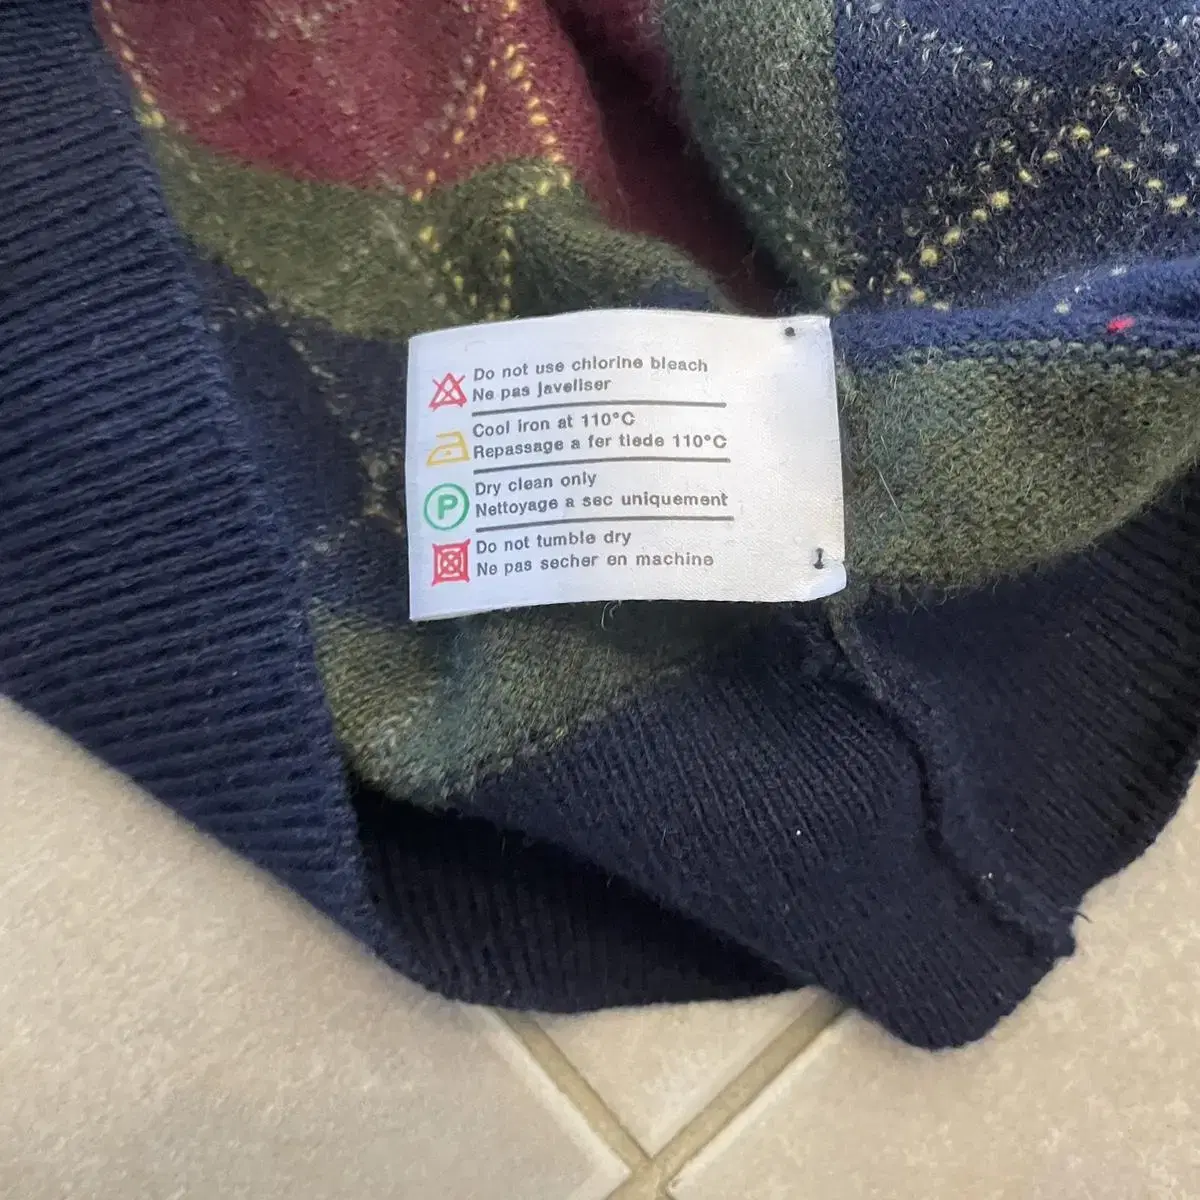 Do not use chlorine bleach
Ne pas javeliser
Cool iron at 110°C
Repassage a fer tiede 110°C
P
Dry clean only
Nettoyage a sec uniquement
Do not tumble dry
Ne pas secher en machine